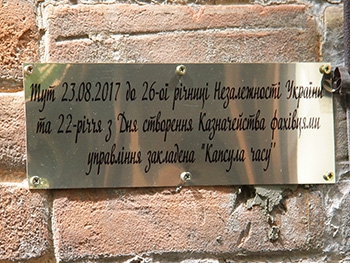 Тут 23.08.2017 до 26-ої річниці Незалежності України
та 22-річчя з Дня створення Казначейства фахівцями
управління закладена "Капсула часу"